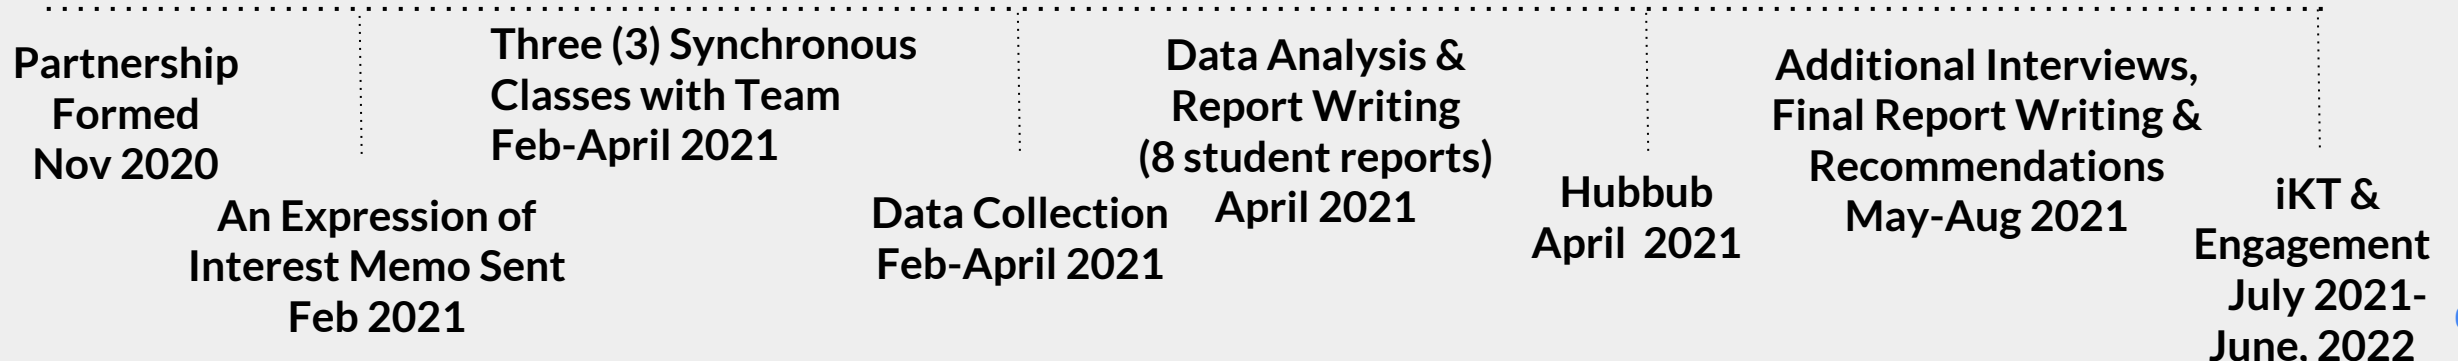 Partnership
Formed
Nov 2020
An Expression of
Interest Memo Sent
Feb 2021
Three (3) Synchronous
Classes with Team
Feb-April 2021
Data Collection
Feb-April 2021
Data Analysis &
Report Writing
(8 student reports)
April 2021
Hubbub
April  2021
Additional Interviews,
Final Report Writing &
Recommendations
May-Aug 2021
iKT &
Engagement
July 2021-
June, 2022